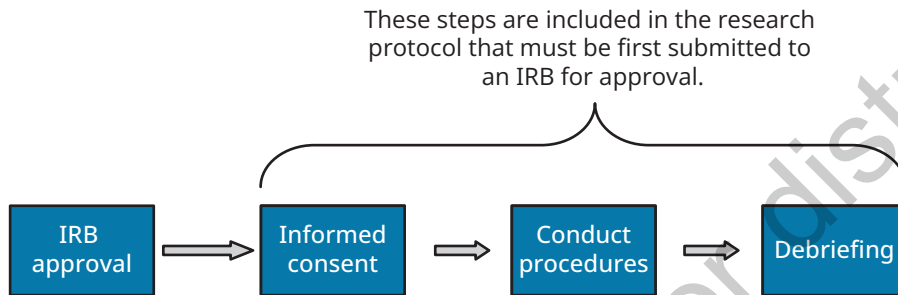 These steps are included in the research
protocol that must be first submitted to
an IRB for approval.
IRB
approval
Informed
consent
Conduct
procedures
Debriefing